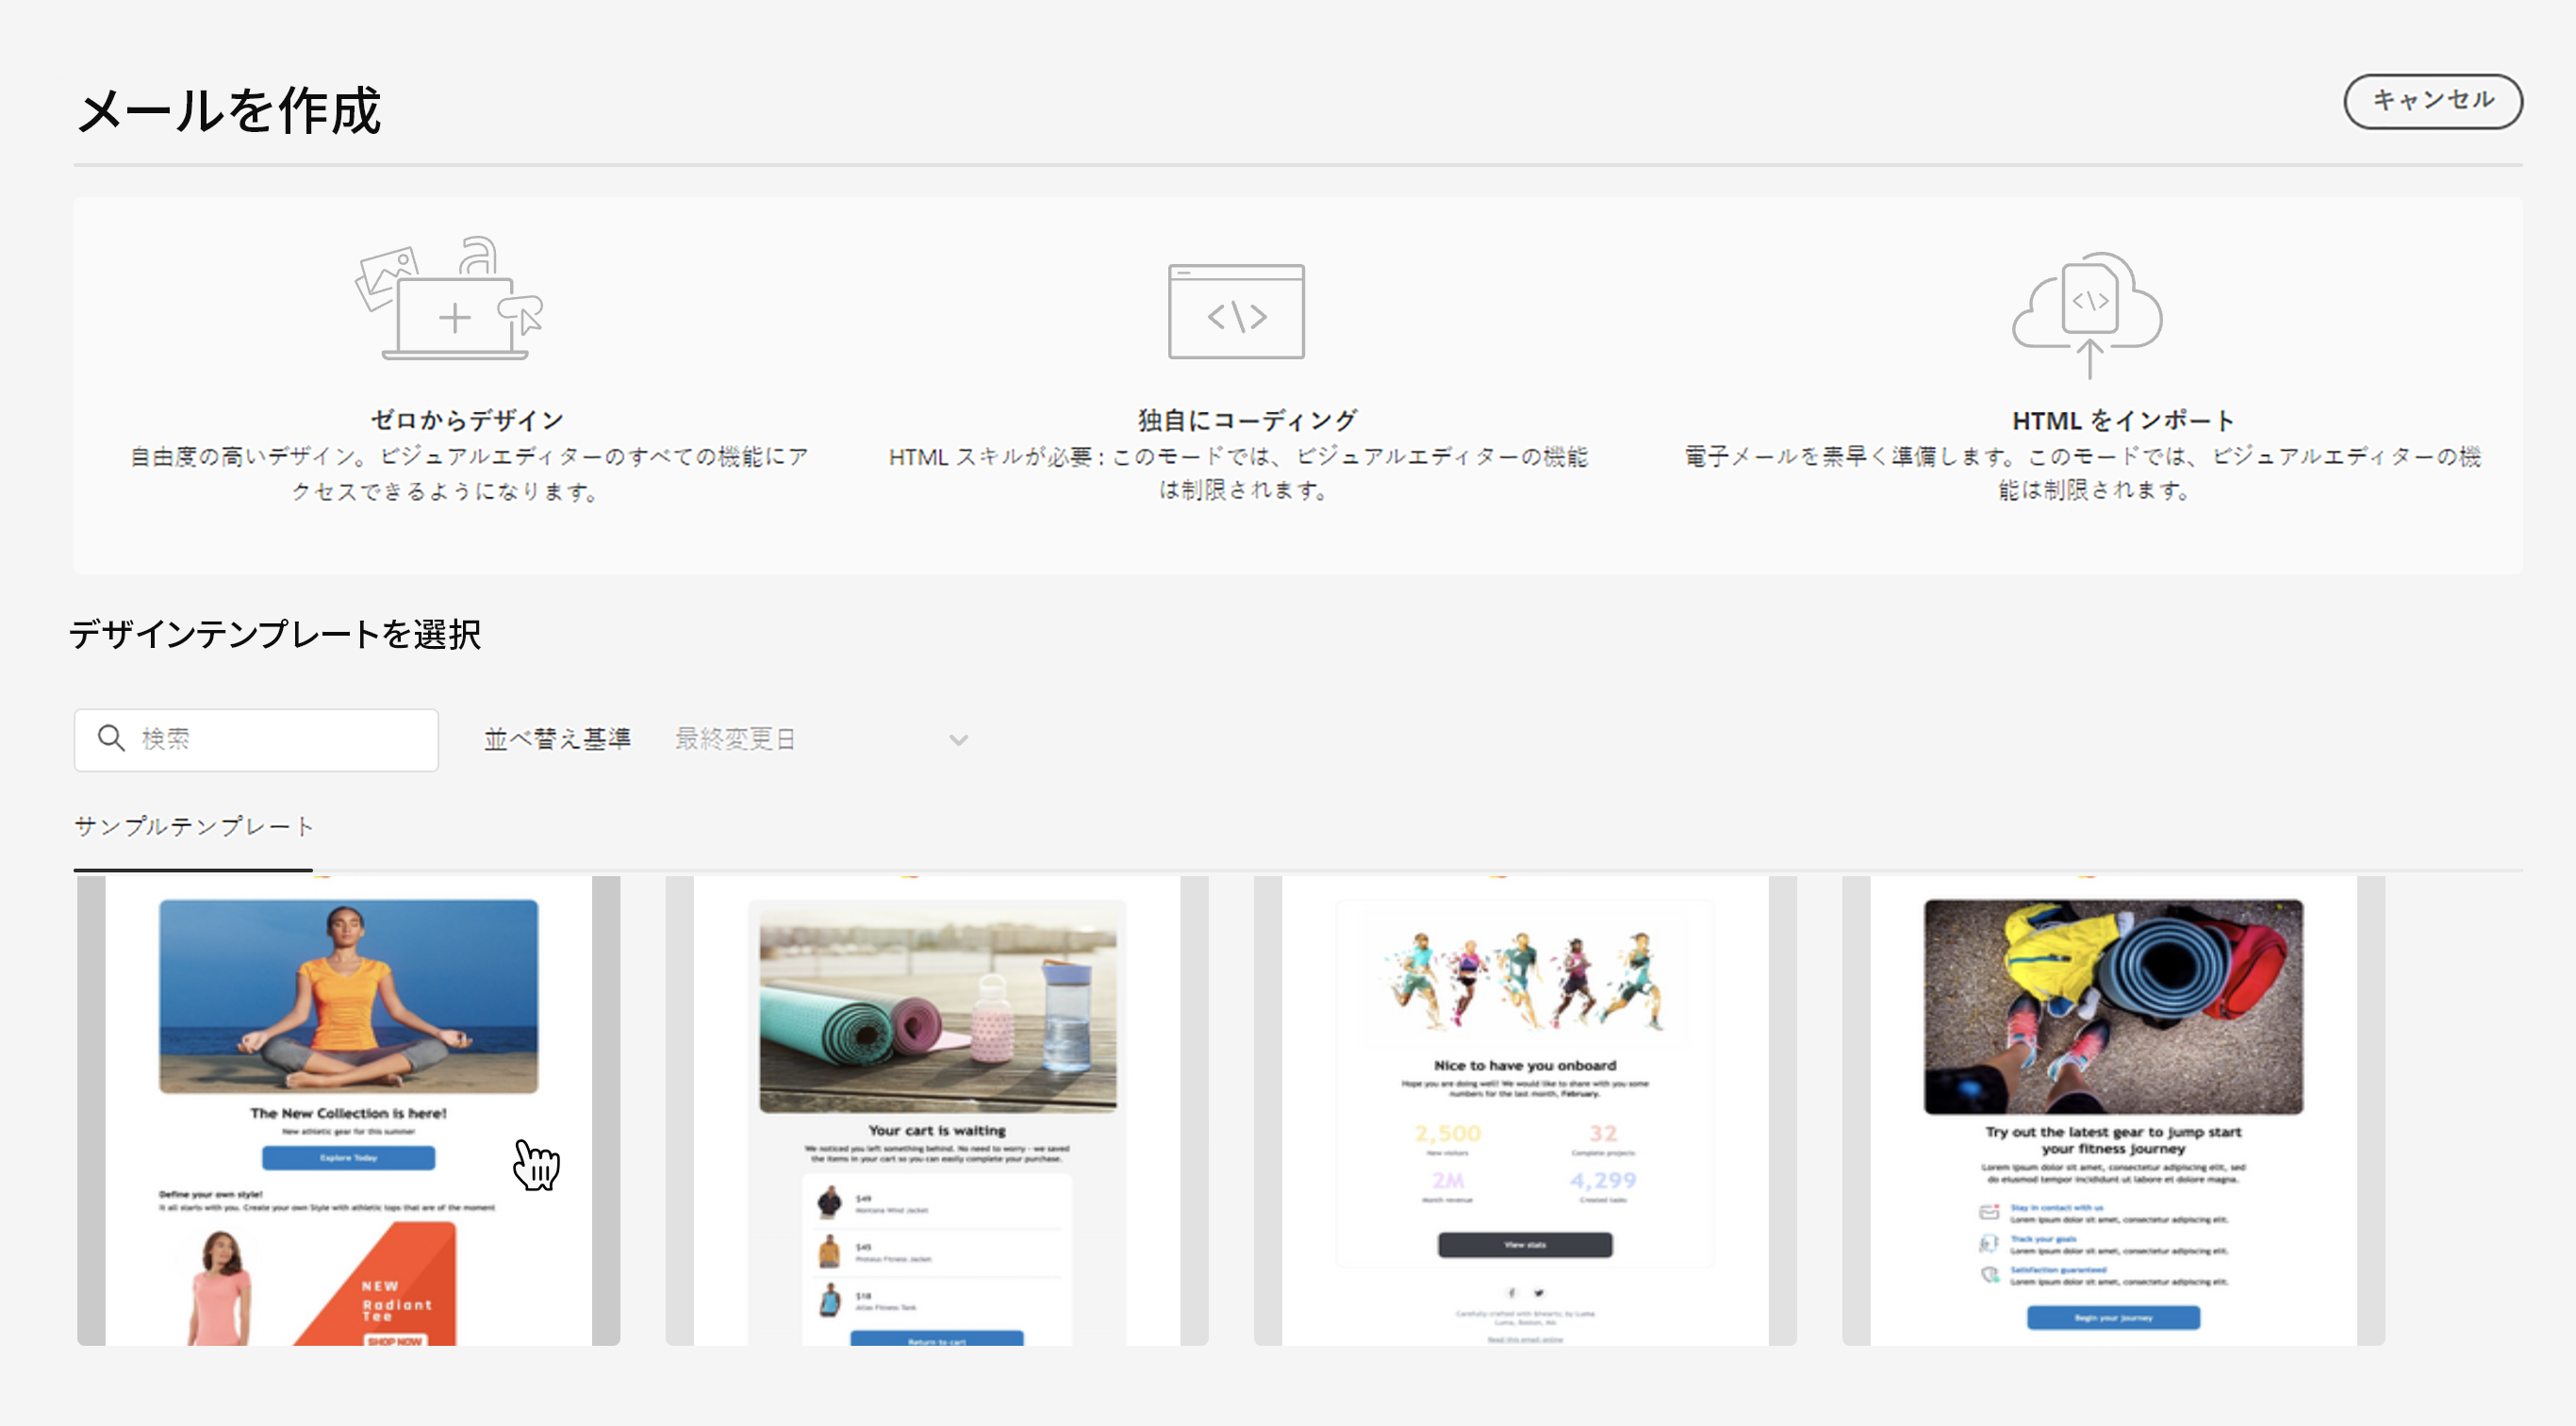 メールを作成
キャンセル
ゼロからデザイン
自由度の高いデザイン。ビジュアルエディターのすべての機能にア
クセスできるようになります。
独自にコーディング
HTML スキルが必要 : このモードでは、ビジュアルエディターの機能
は制限されます。
HTML をインポート
電子メールを素早く準備します。このモードでは、ビジュアルエディターの機
能は制限されます。
デザインテンプレートを選択
検索
並べ替え基準
最終変更日
サンプルテンプレート
The New Collection is here!
New athletic gear for this summer
Explore Today
Define your own style!
It all starts with you. Create your own Style with athletic tops that are of the moment
NEW
Radiant
Tee
SHOP NOW
Your cart is waiting
We noticed you left something behind. No need to worry - we saved
the items in your cart so you can easily complete your purchase.
$49
Montana Wind Jacket
$45
Proteus Fitness Jacket
$18
Atlas Fitness Tank
Return to cart
Nice to have you onboard
Hope you are doing well! We would like to share with you some
numbers for the last month, February.
2,500
New visitors
32
Complete projects
2M
Month revenue
4,299
Created tasks
View stats
Carefully crafted with &hearts; by Luma
Luma, Boston, Ma.
Read this email online
Try out the latest gear to jump start
your fitness journey
Lorem ipsum dolor sit amet, consectetur adipiscing elit, sed
do eiusmod tempor incididunt ut labore et dolore magna.
Stay in contact with us
Lorem ipsum dolor sit amet, consectetur adipiscing elit.
Track your goals
Lorem ipsum dolor sit amet, consectetur adipiscing elit.
Satisfaction guaranteed
Lorem ipsum dolor sit amet, consectetur adipiscing elit.
Begin your journey